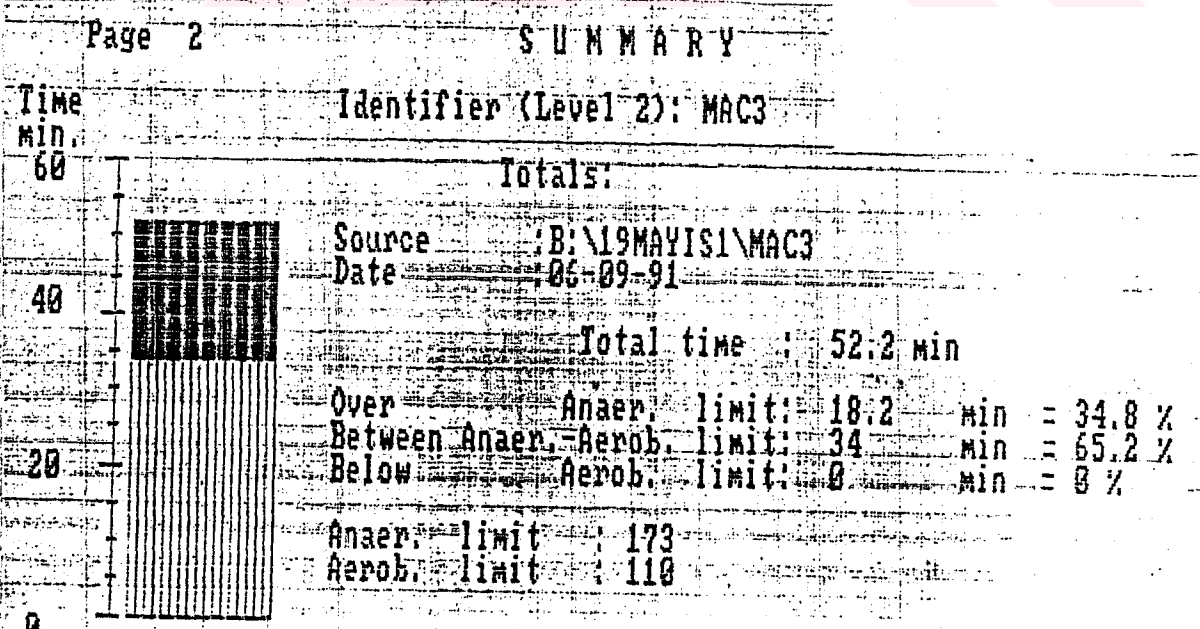 Page 2
S U M M A R Y
Time
min.
Identifier (Level 2): MAC3
60
Totals:
Source :B:\19MAYIS1\MAC3
Date :06-09-91
40
Total time : 52.2 min
Over Anaer. limit: 18.2 min = 34.8 %
Between Anaer.-Aerob. limit: 34 min = 65.2 %
20
Below Aerob. limit: 0 min = 0 %
Anaer. limit : 173
Aerob. limit : 110
0